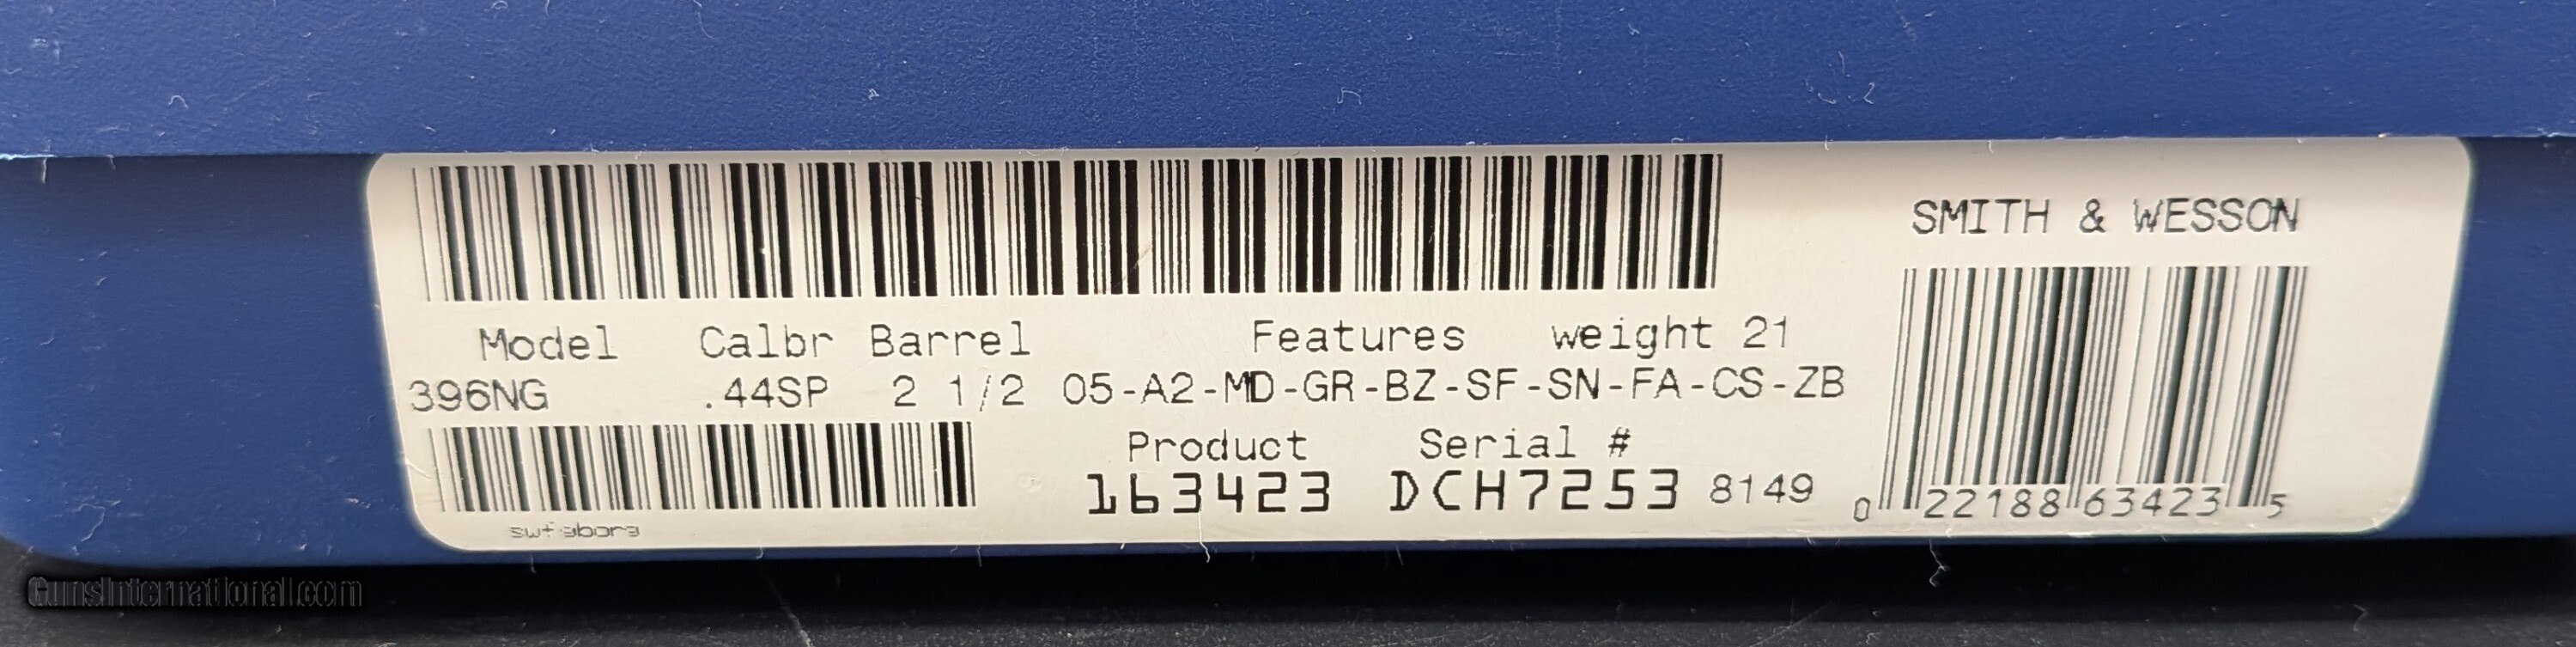 SMITH & WESSON
Model Calbr Barrel Features weight 21
396NG .44SP 2 1/2 05-A2-MD-GR-BZ-SF-SN-FA-CS-ZB
Product Serial #
163423 DCH7253 8149
0 22188 63423 5
GunsInternational.com